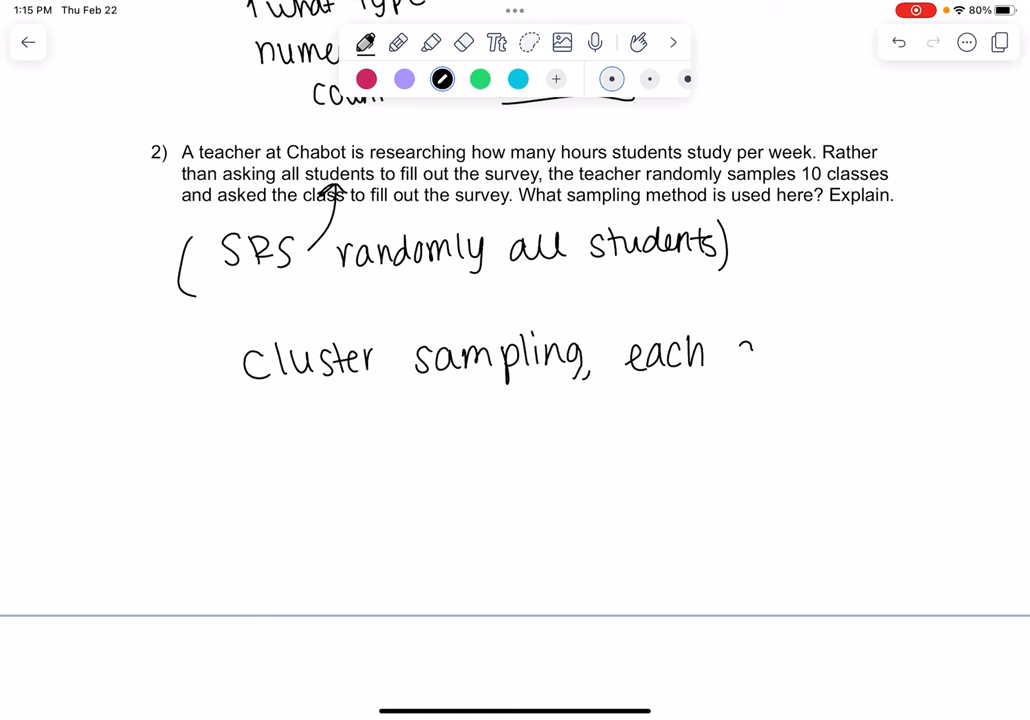 1:15 PM Thu Feb 22
80%
what type
Tt
2) A teacher at Chabot is researching how many hours students study per week. Rather
than asking all students to fill out the survey, the teacher randomly samples 10 classes
and asked the class to fill out the survey. What sampling method is used here? Explain.
(SRS randomly all students)
cluster sampling, each